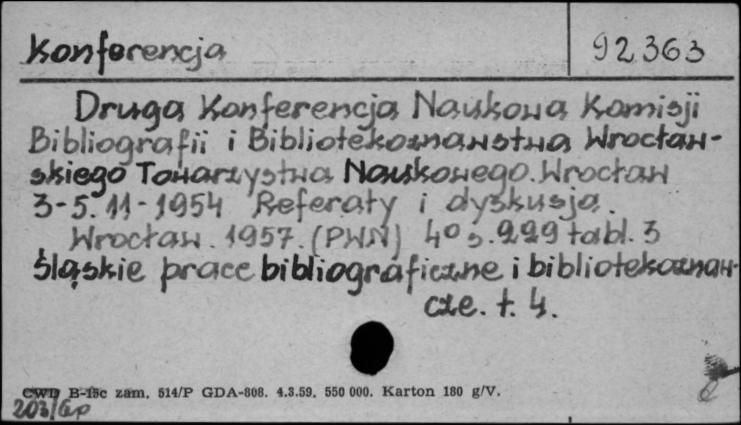 Konferencja 92363
Druga Konferencja Naukowa Komisji
Bibliografii i Bibliotekoznawstwa Wrocław-
skiego Towarzystwa Naukowego. Wrocław
3-5.11-1954 Referaty i dyskusja.
Wrocław. 1957. (PWN) 4° s. 229 tabl. 3
Śląskie prace bibliograficzne i bibliotekoznaw-
cze. t. 4.
CWD B-15c zam. 514/P GDA-808. 4.3.59. 550 000. Karton 180 g/V.
203/Gp